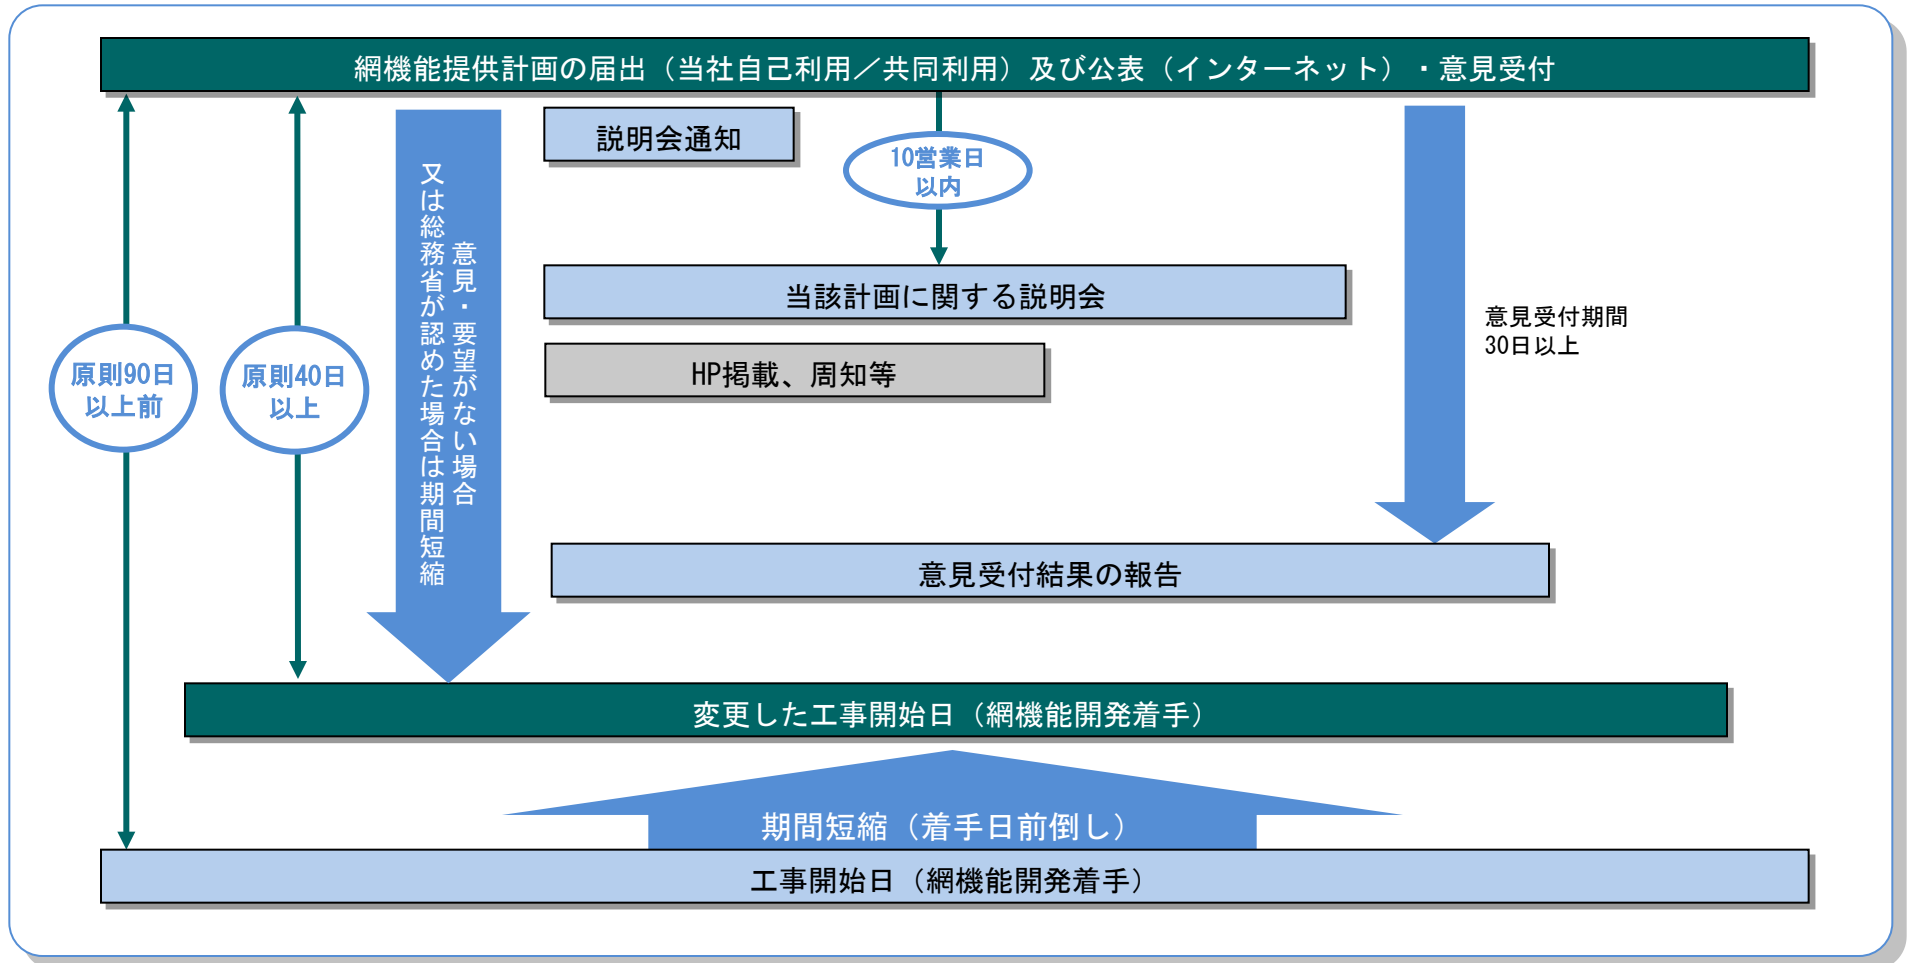 網機能提供計画の届出（当社自己利用／共同利用）及び公表（インターネット）・意見受付
説明会通知
10営業日
以内
意見・要望がない場合
又は総務省が認めた場合は期間短縮
当該計画に関する説明会
意見受付期間
30日以上
HP掲載、周知等
原則90日
以上前
原則40日
以上
意見受付結果の報告
変更した工事開始日（網機能開発着手）
期間短縮（着手日前倒し）
工事開始日（網機能開発着手）